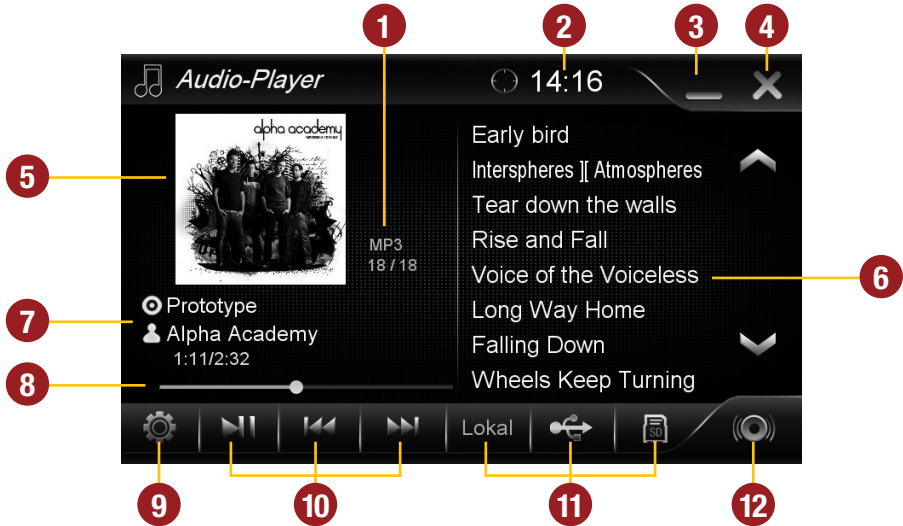 1
2
3
4
Audio-Player
14:16
alpha academy
5
MP3
18 / 18
Early bird
Interspheres ][ Atmospheres
Tear down the walls
Rise and Fall
Voice of the Voiceless
Long Way Home
Falling Down
Wheels Keep Turning
6
7
Prototype
Alpha Academy
1:11/2:32
8
Lokal
SD
9
10
11
12